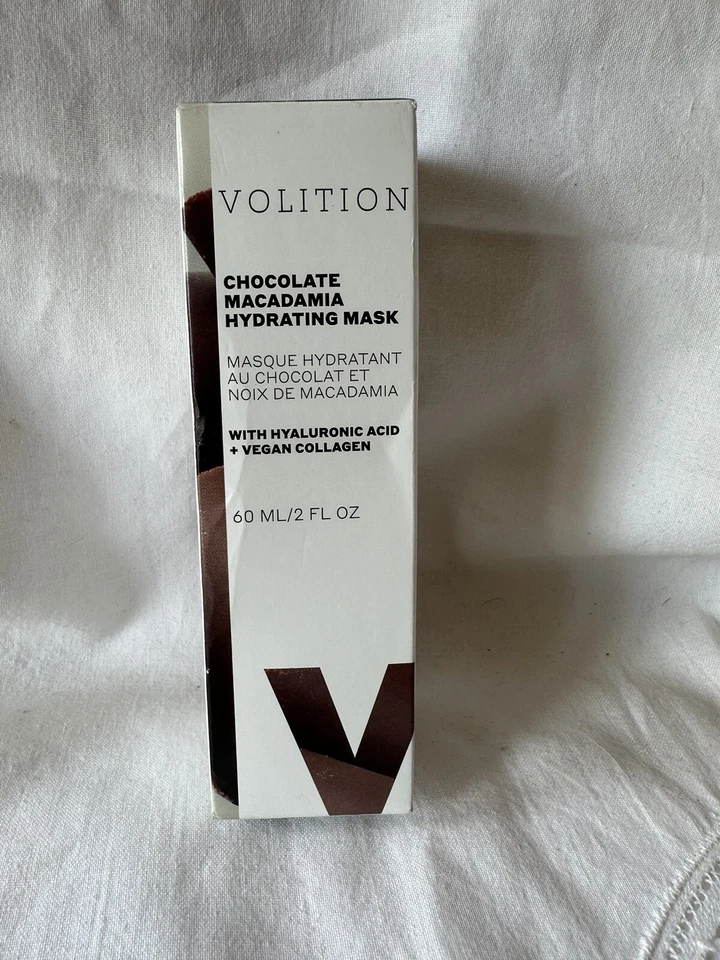 VOLITION
CHOCOLATE
MACADAMIA
HYDRATING MASK
MASQUE HYDRATANT
AU CHOCOLAT ET
NOIX DE MACADAMIA
WITH HYALURONIC ACID
+ VEGAN COLLAGEN
60 ML/2 FL OZ
V